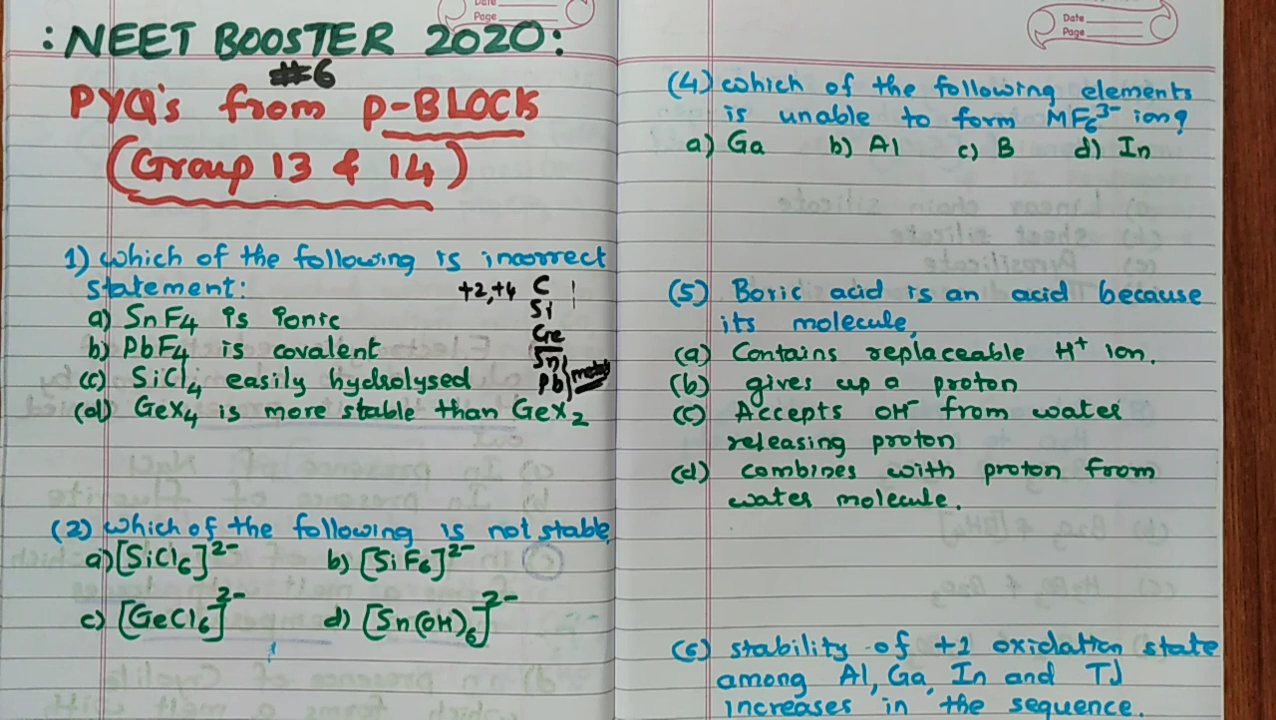 Date
Page
: NEET BOOSTER 2020:
#6
PYQ's from p-BLOCK
(Group 13 & 14)
1) which of the following is incorrect
statement:
a) SnF4 is ionic
b) PbF4 is covalent
(c) SiCl4 easily hydrolysed
(d) GeX4 is more stable than GeX2
+2,+4 C
Si
Ge
Sn
Pb
metals
(2) which of the following is not stable
a) [SiCl6]2- b) [SiF6]2-
c) [GeCl6]2- d) [Sn(OH)6]2-
Date
Page
(4) which of the following elements
is unable to form MF6 3- ion?
a) Ga b) Al c) B d) In
(5) Boric acid is an acid because
its molecule,
(a) Contains replaceable H+ ion.
(b) gives up a proton
(c) Accepts OH- from water
releasing proton
(d) combines with proton from
water molecule.
(6) stability of +1 oxidation state
among Al, Ga, In and Tl
increases in the sequence.